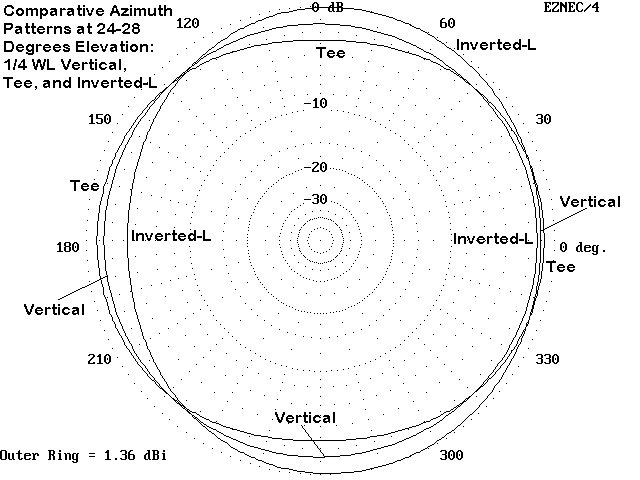 Comparative Azimuth
Patterns at 24-28
Degrees Elevation:
1/4 WL Vertical,
Tee, and Inverted-L
120
0 dB
60
EZNEC/4
Inverted-L
Tee
-10
150
30
-20
Tee
-30
Vertical
Inverted-L
Inverted-L
180
0 deg.
Tee
Vertical
210
330
Vertical
Outer Ring = 1.36 dBi
300